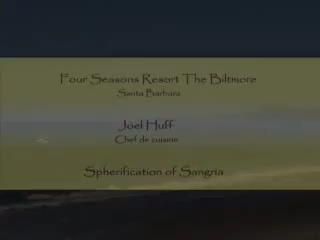 Four Seasons Resort The Biltmore
Santa Barbara
Joel Huff
Chef de cuisine
Spherification of Sangria